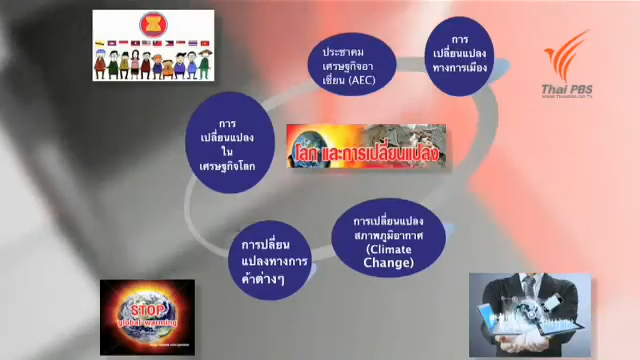 ประชาคม
เศรษฐกิจอา
เซียน (AEC)
การ
เปลี่ยนแปลง
ทางการเมือง
Thai PBS
การ
เปลี่ยนแปลง
ใน
เศรษฐกิจโลก
โลก และการเปลี่ยนแปลง
การเปลี่ยนแปลง
สภาพภูมิอากาศ
(Climate
Change)
การปลี่ยน
แปลงทางการ
ค้าต่างๆ
STOP
global warming